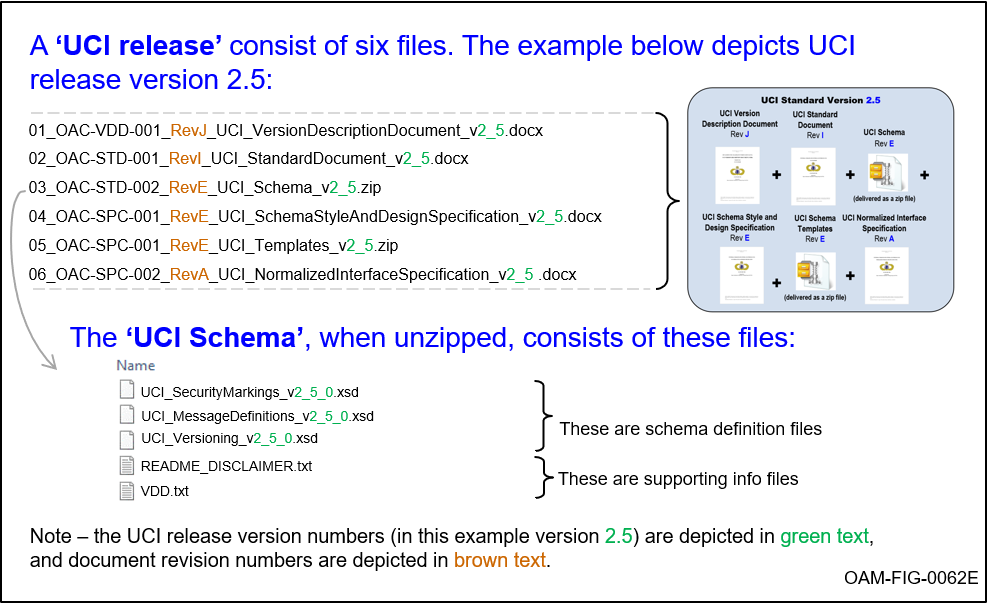 A ‘UCI release’ consist of six files. The example below depicts UCI
release version 2.5:
01_OAC-VDD-001_RevJ_UCI_VersionDescriptionDocument_v2_5.docx
02_OAC-STD-001_RevI_UCI_StandardDocument_v2_5.docx
03_OAC-STD-002_RevE_UCI_Schema_v2_5.zip
04_OAC-SPC-001_RevE_UCI_SchemaStyleAndDesignSpecification_v2_5.docx
05_OAC-SPC-001_RevE_UCI_Templates_v2_5.zip
06_OAC-SPC-002_RevA_UCI_NormalizedInterfaceSpecification_v2_5 .docx
UCI Standard Version 2.5
UCI Version
Description Document
Rev J
+
UCI Standard
Document
Rev I
+
UCI Schema
Rev E
(delivered as a zip file)
+
UCI Schema Style and
Design Specification
Rev E
+
UCI Schema
Templates
Rev E
(delivered as a zip file)
+
UCI Normalized Interface
Specification
Rev A
The ‘UCI Schema’, when unzipped, consists of these files:
Name
UCI_SecurityMarkings_v2_5_0.xsd
UCI_MessageDefinitions_v2_5_0.xsd
UCI_Versioning_v2_5_0.xsd
These are schema definition files
README_DISCLAIMER.txt
VDD.txt
These are supporting info files
Note – the UCI release version numbers (in this example version 2.5) are depicted in green text,
and document revision numbers are depicted in brown text.
OAM-FIG-0062E